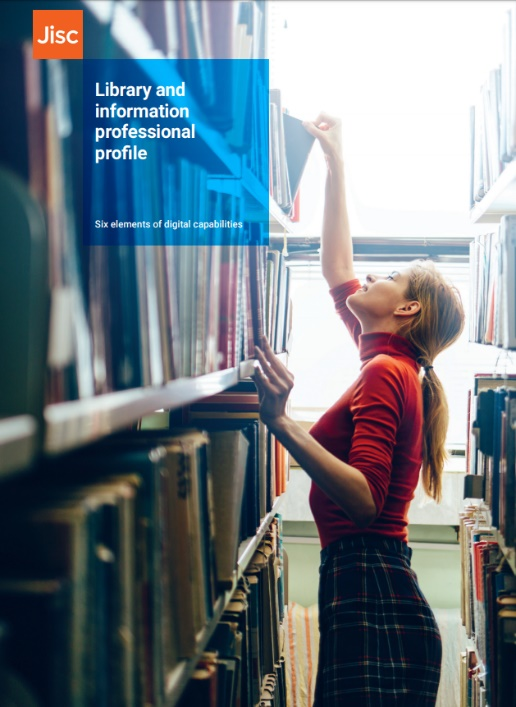 Jisc
Library and
information
professional
profile
Six elements of digital capabilities